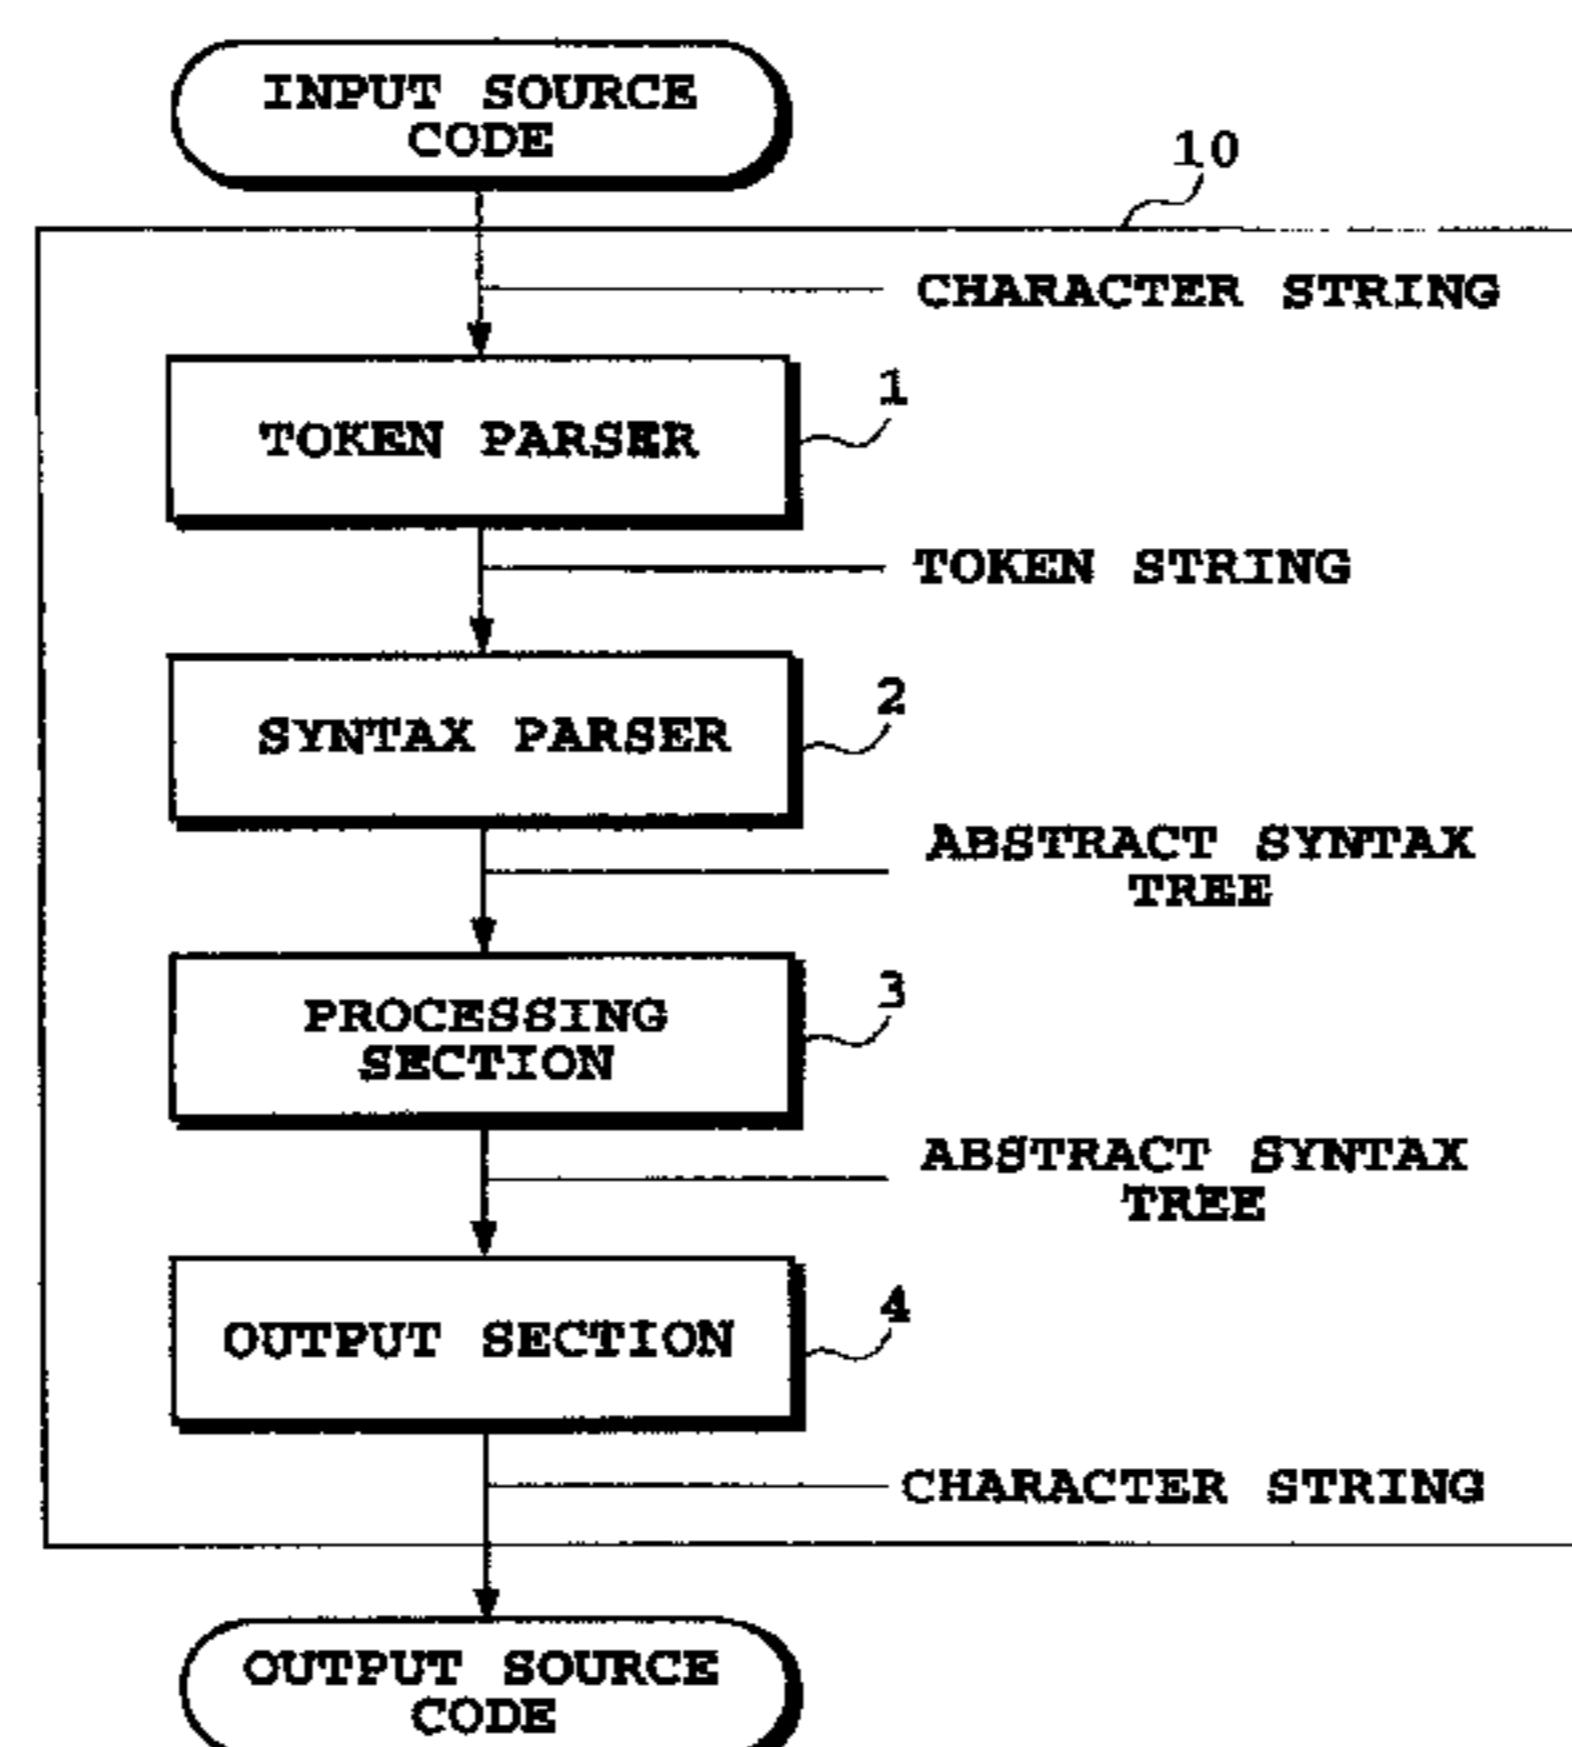 INPUT SOURCE
CODE
10
CHARACTER STRING
1
TOKEN PARSER
TOKEN STRING
2
SYNTAX PARSER
ABSTRACT SYNTAX
TREE
3
PROCESSING
SECTION
ABSTRACT SYNTAX
TREE
4
OUTPUT SECTION
CHARACTER STRING
OUTPUT SOURCE
CODE